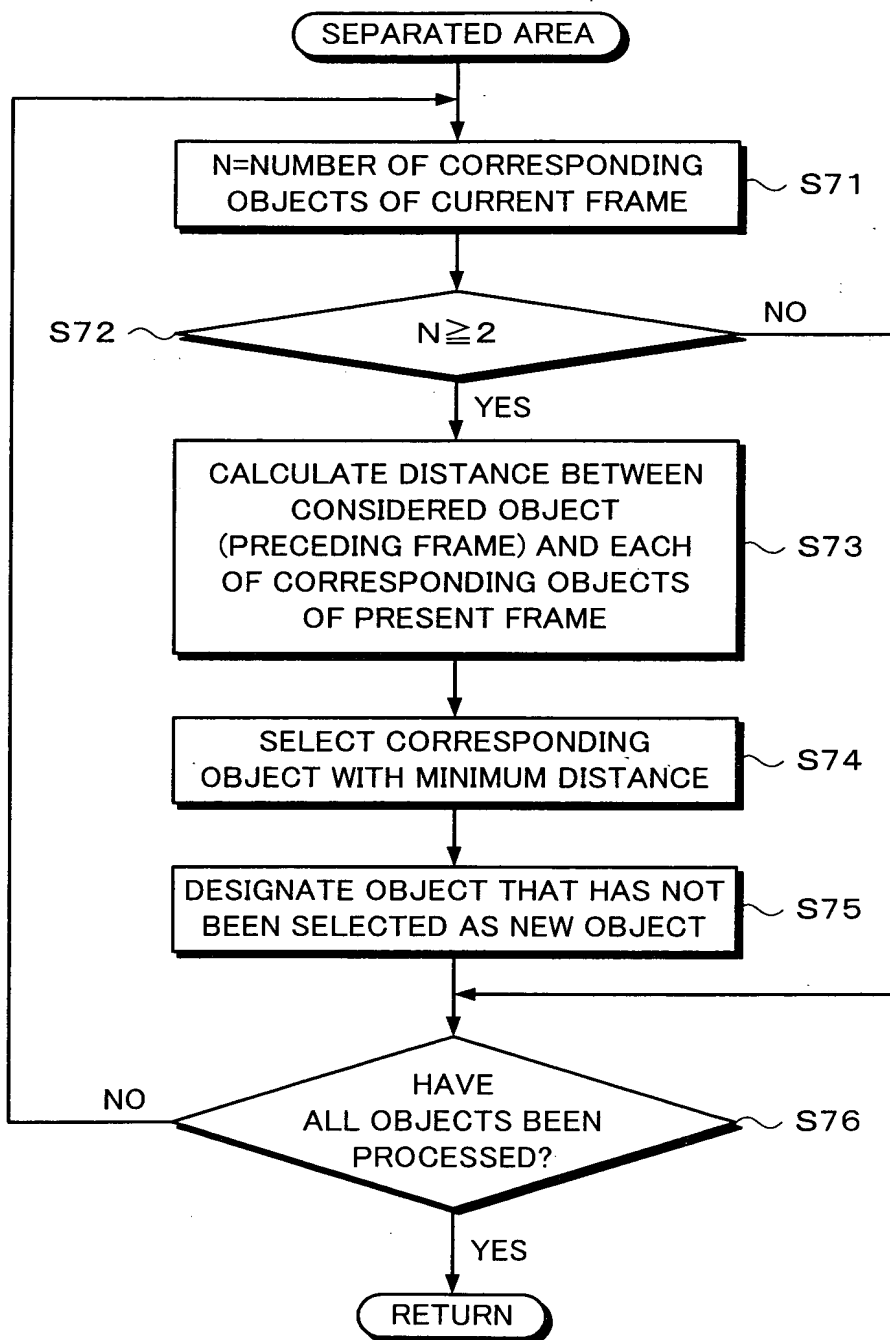 SEPARATED AREA
N=NUMBER OF CORRESPONDING
OBJECTS OF CURRENT FRAME
S71
S72
N≧2
NO
YES
CALCULATE DISTANCE BETWEEN
CONSIDERED OBJECT
(PRECEDING FRAME) AND EACH
OF CORRESPONDING OBJECTS
OF PRESENT FRAME
S73
SELECT CORRESPONDING
OBJECT WITH MINIMUM DISTANCE
S74
DESIGNATE OBJECT THAT HAS NOT
BEEN SELECTED AS NEW OBJECT
S75
NO
HAVE
ALL OBJECTS BEEN
PROCESSED?
S76
YES
RETURN